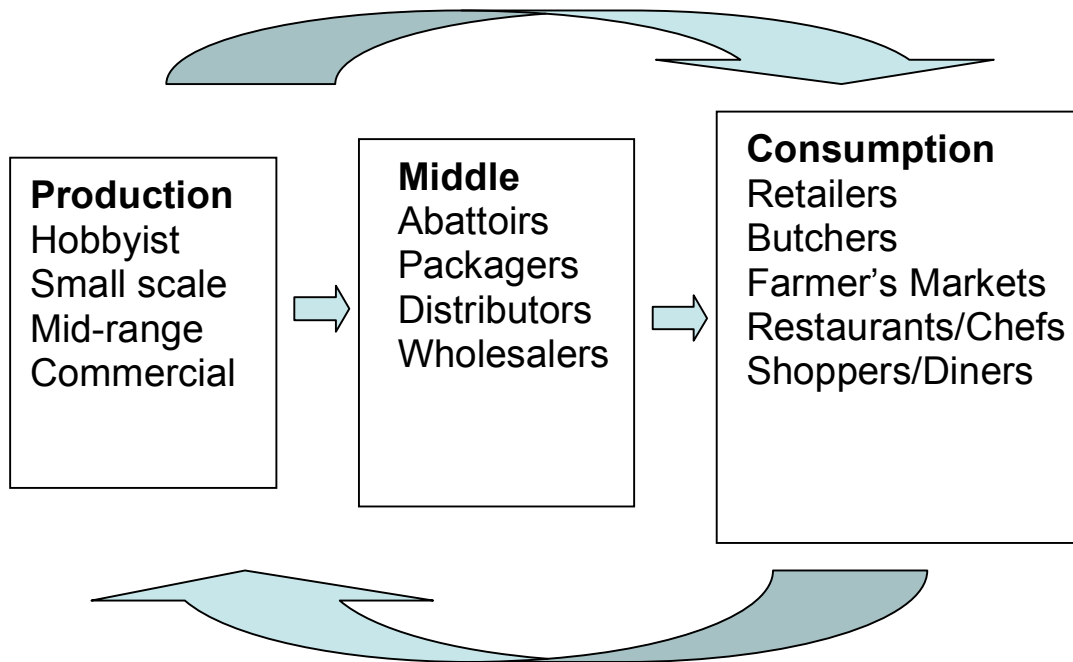 Production
Hobbyist
Small scale
Mid-range
Commercial
Middle
Abattoirs
Packagers
Distributors
Wholesalers
Consumption
Retailers
Butchers
Farmer’s Markets
Restaurants/Chefs
Shoppers/Diners